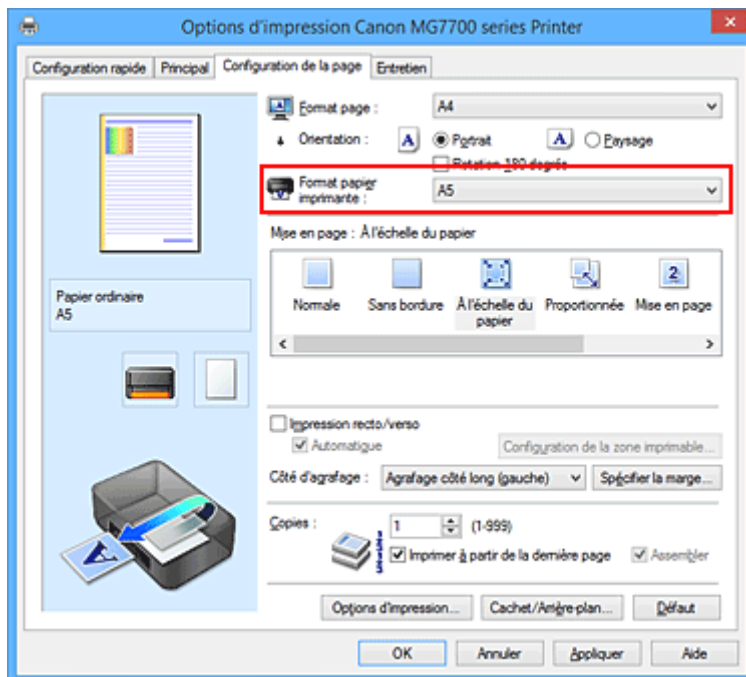 Options d'impression Canon MG7700 series Printer
Configuration rapide Principal Configuration de la page Entretien
Format page : A4
Orientation : A Portrait A Paysage
Rotation 180 degrés
Format papier imprimante : A5
Mise en page : À l'échelle du papier
Normale Sans bordure À l'échelle du papier Proportionnée Mise en page
Papier ordinaire
A5
Impression recto/verso
Automatique Configuration de la zone imprimable...
Côté d'agrafage : Agrafage côté long (gauche) Spécifier la marge...
Copies : 1 (1-999)
Imprimer à partir de la dernière page Assembler
Options d'impression... Cachet/Arrière-plan... Défaut
OK Annuler Appliquer Aide